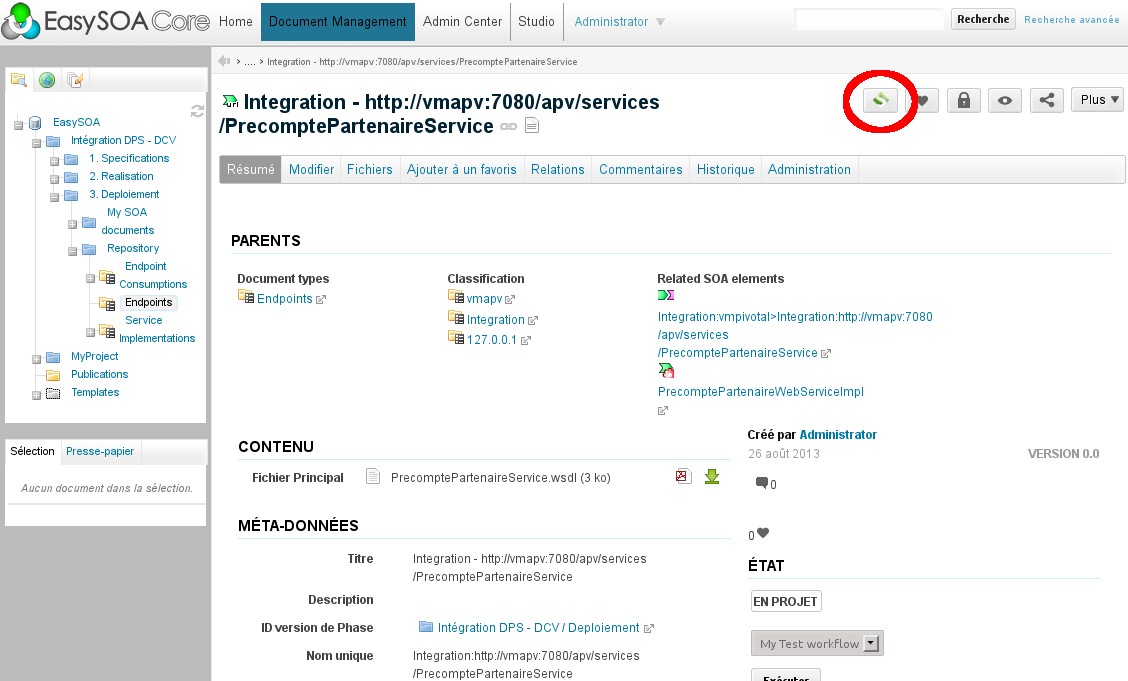 EasySOA Core
Home
Document Management
Admin Center
Studio
Administrator
Recherche
Recherche avancée
› .... › Integration - http://vmapv:7080/apv/services/PrecomptePartenaireService
url Integration - http://vmapv:7080/apv/services
/PrecomptePartenaireService
Plus ▼
Résumé
Modifier
Fichiers
Ajouter à un favoris
Relations
Commentaires
Historique
Administration
EasySOA
Intégration DPS - DCV
1. Specifications
2. Realisation
3. Deploiement
My SOA
documents
Repository
Endpoint
Consumptions
Endpoints
Service
Implementations
MyProject
Publications
Templates
Sélection
Presse-papier
Aucun document dans la sélection.
PARENTS
Document types
Endpoints
Classification
vmapv
Integration
127.0.0.1
Related SOA elements
Integration:vmpivotal>Integration:http://vmapv:7080
/apv/services
/PrecomptePartenaireService
PrecomptePartenaireWebServiceImpl
CONTENU
Fichier Principal
PrecomptePartenaireService.wsdl (3 ko)
MÉTA-DONNÉES
Titre
Integration - http://vmapv:7080/apv/services
/PrecomptePartenaireService
Description
ID version de Phase
Intégration DPS - DCV / Deploiement
Nom unique
Integration:http://vmapv:7080/apv/services
/PrecomptePartenaireService
Créé par Administrator
26 août 2013
VERSION 0.0
0
0
ÉTAT
EN PROJET
My Test workflow
Exécuter